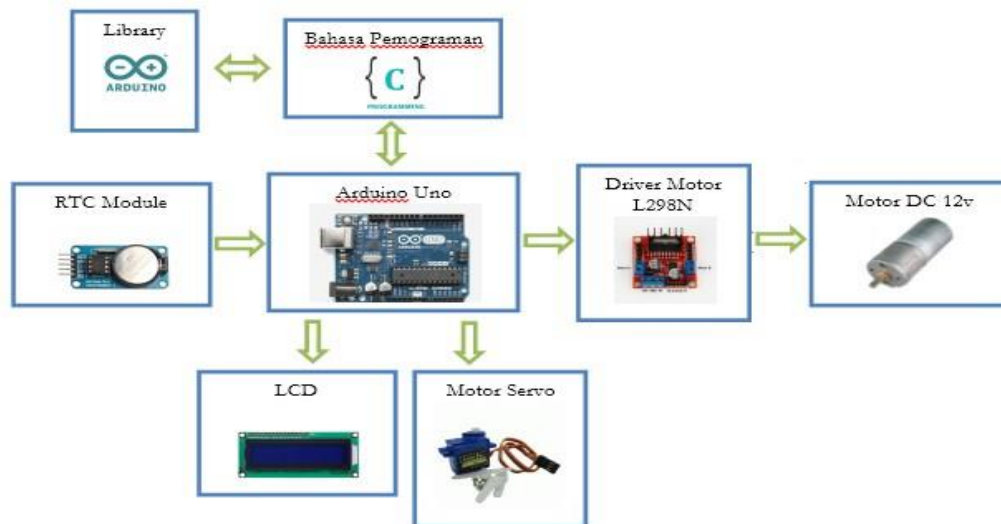 Library
ARDUINO
Bahasa Pemograman
{ C }
PROGRAMMING
RTC Module
Arduino Uno
Driver Motor
L298N
Motor DC 12v
LCD
Motor Servo